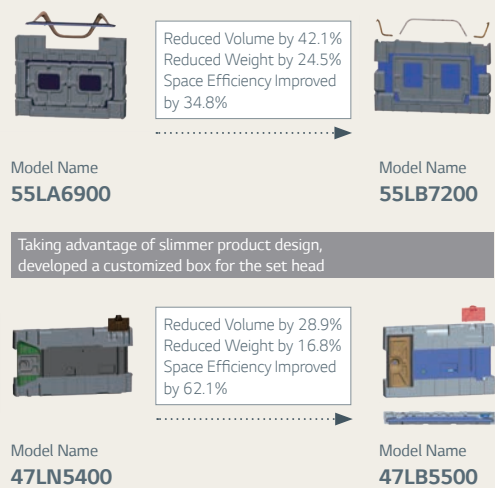 Reduced Volume by 42.1%
Reduced Weight by 24.5%
Space Efficiency Improved
by 34.8%
Model Name
55LA6900
Model Name
55LB7200
Taking advantage of slimmer product design,
developed a customized box for the set head
Reduced Volume by 28.9%
Reduced Weight by 16.8%
Space Efficiency Improved
by 62.1%
Model Name
47LN5400
Model Name
47LB5500